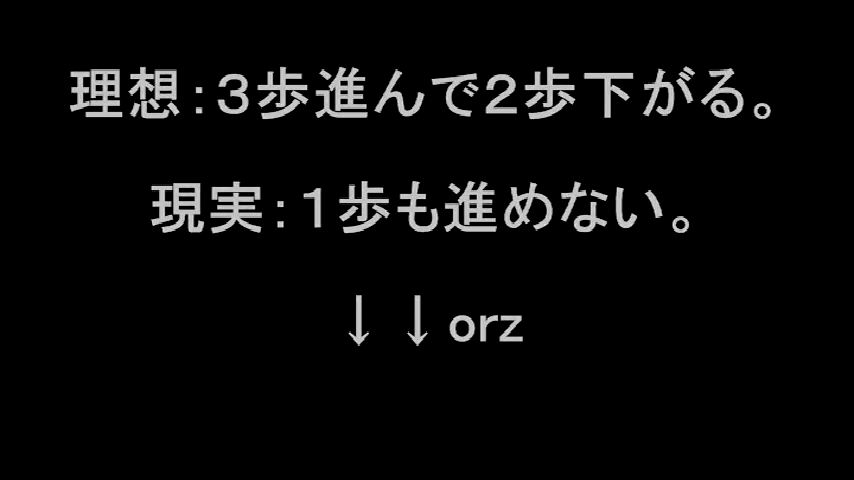 理想：３歩進んで２歩下がる。
現実：１歩も進めない。
↓ ↓ orz